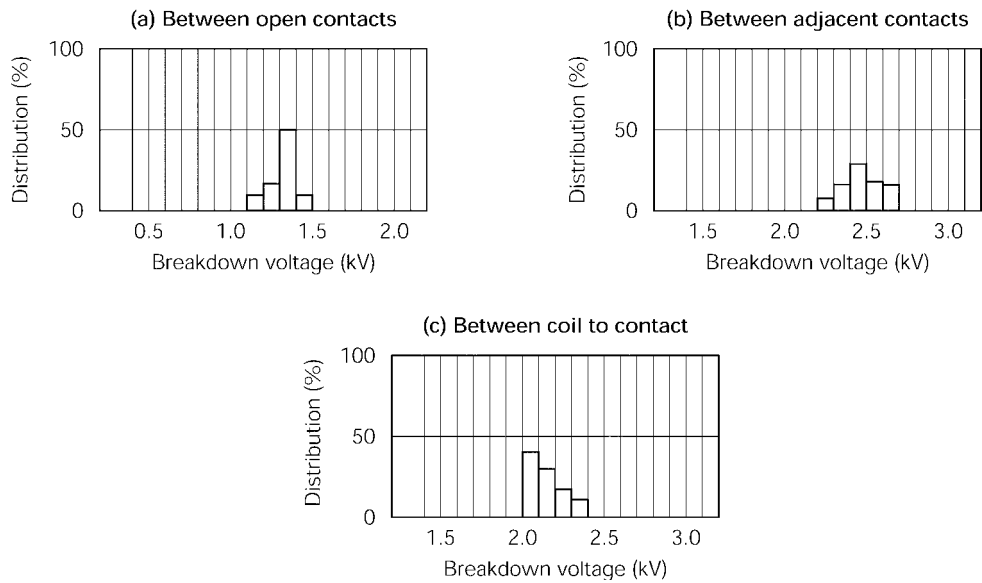 (a) Between open contacts
Distribution (%)
100
50
0
0.5 1.0 1.5 2.0
Breakdown voltage (kV)
(b) Between adjacent contacts
Distribution (%)
100
50
0
1.5 2.0 2.5 3.0
Breakdown voltage (kV)
(c) Between coil to contact
Distribution (%)
100
50
0
1.5 2.0 2.5 3.0
Breakdown voltage (kV)